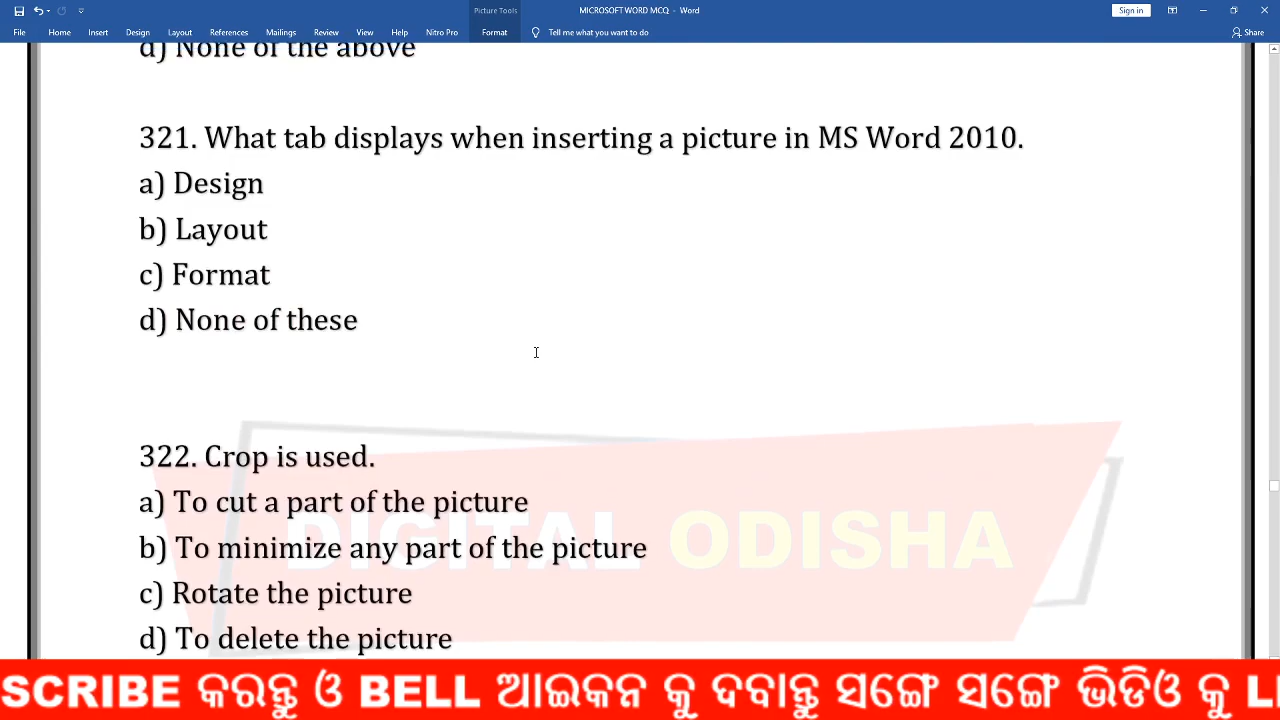 Picture Tools
MICROSOFT WORD MCQ - Word
Sign in
File Home Insert Design Layout References Mailings Review View Help Nitro Pro Format Tell me what you want to do Share
d) None of the above
321. What tab displays when inserting a picture in MS Word 2010.
a) Design
b) Layout
c) Format
d) None of these
322. Crop is used.
a) To cut a part of the picture
b) To minimize any part of the picture
c) Rotate the picture
d) To delete the picture
DIGITAL ODISHA
SCRIBE କରନ୍ତୁ ଓ BELL ଆଇକନ କୁ ଦବାନ୍ତୁ ସଙ୍ଗେ ସଙ୍ଗେ ଭିଡିଓ କୁ LI